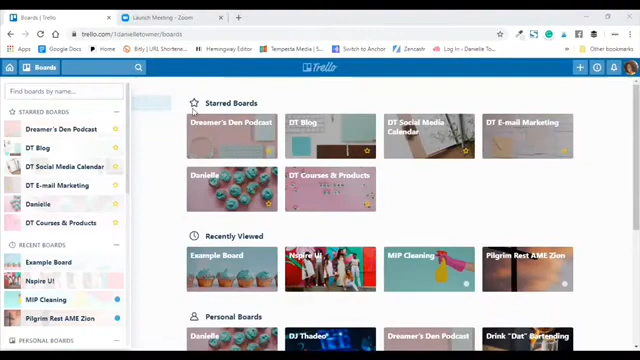 Boards | Trello
Launch Meeting - Zoom
trello.com/1danielletowner/boards
Apps
Google Docs
Home
Bitly | URL Shortene...
Hemingway Editor
Tempesta Media | S...
Switch to Anchor
Zencastr
Log In ‹ Danielle To...
Other bookmarks
Boards
Trello
Find boards by name...
STARRED BOARDS
Dreamer's Den Podcast
DT Blog
DT Social Media Calendar
DT E-mail Marketing
Danielle
DT Courses & Products
RECENT BOARDS
Example Board
Nspire U!
MIP Cleaning
Pilgrim Rest AME Zion
PERSONAL BOARDS
Starred Boards
Dreamer's Den Podcast
DT Blog
DT Social Media
Calendar
DT E-mail Marketing
Danielle
DT Courses & Products
Recently Viewed
Example Board
Nspire U!
MIP Cleaning
Pilgrim Rest AME Zion
Personal Boards
Danielle
DJ Thadeo
Dreamer's Den Podcast
Drink "Dat" Bartending